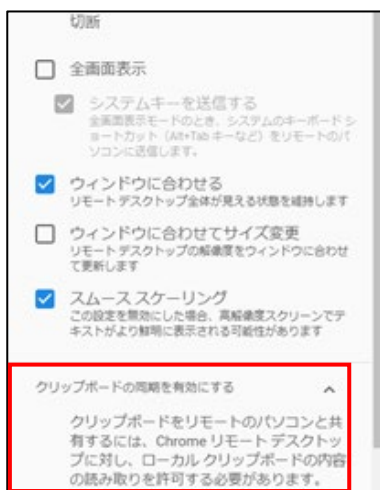 切断
全画面表示
システムキーを送信する
全画面表示モードのとき、システムのキーボード シ
ョートカット（Alt+Tab キーなど）をリモートのパ
ソコンに送信します。
ウィンドウに合わせる
リモート デスクトップ全体が見える状態を維持します
ウィンドウに合わせてサイズ変更
リモート デスクトップの解像度をウィンドウに合わせ
て更新します
スムース スケーリング
この設定を無効にした場合、高解像度スクリーンでテ
キストがより鮮明に表示される可能性があります
クリップボードの同期を有効にする
クリップボードをリモートのパソコンと共
有するには、Chrome リモート デスクトッ
プに対し、ローカル クリップボードの内容
の読み取りを許可する必要があります。